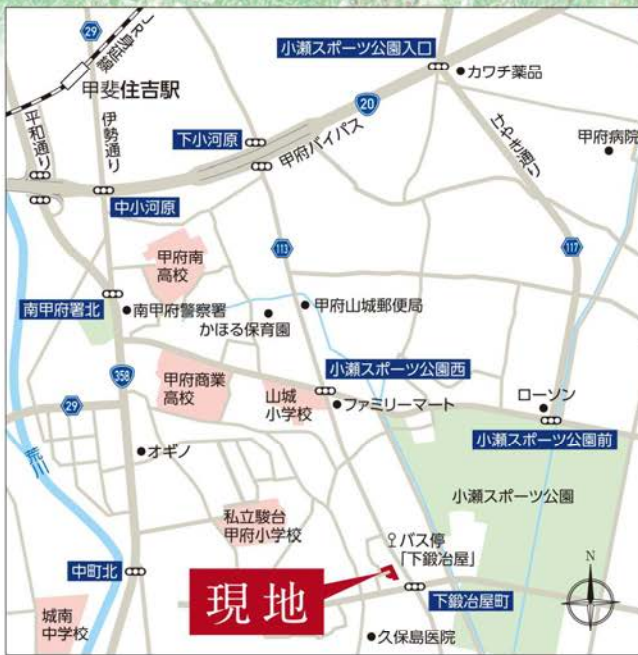 29
JR身延線
小瀬スポーツ公園入口
カワチ薬品
甲斐住吉駅
20
平和通り
伊勢通り
下小河原
甲府バイパス
けやき通り
甲府病院
中小河原
113
117
甲府南
高校
南甲府署北
南甲府警察署
甲府山城郵便局
かほる保育園
358
小瀬スポーツ公園西
甲府商業
高校
山城
小学校
ファミリーマート
ローソン
29
小瀬スポーツ公園前
オギノ
荒川
小瀬スポーツ公園
私立駿台
甲府小学校
バス停
「下鍛冶屋」
N
中町北
現地
下鍛冶屋町
城南
中学校
久保島医院